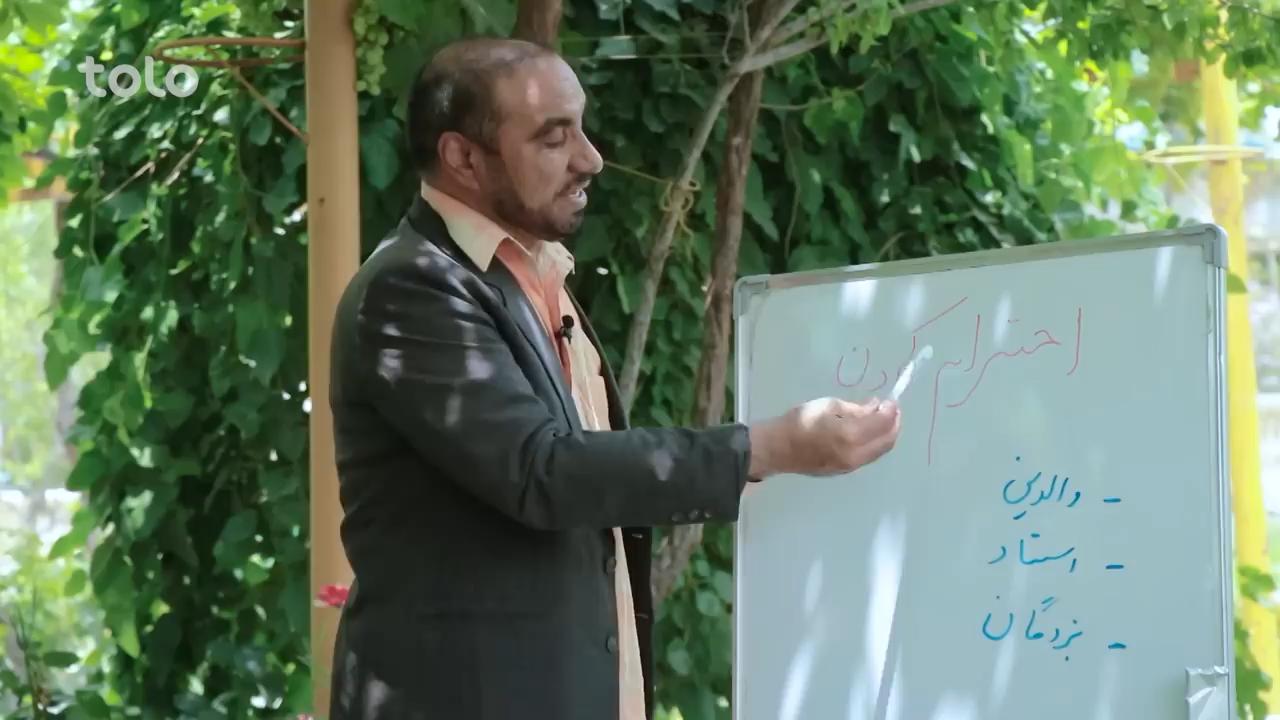 tolo
احترام کردن
- والدین
- استاد
- بزرگان